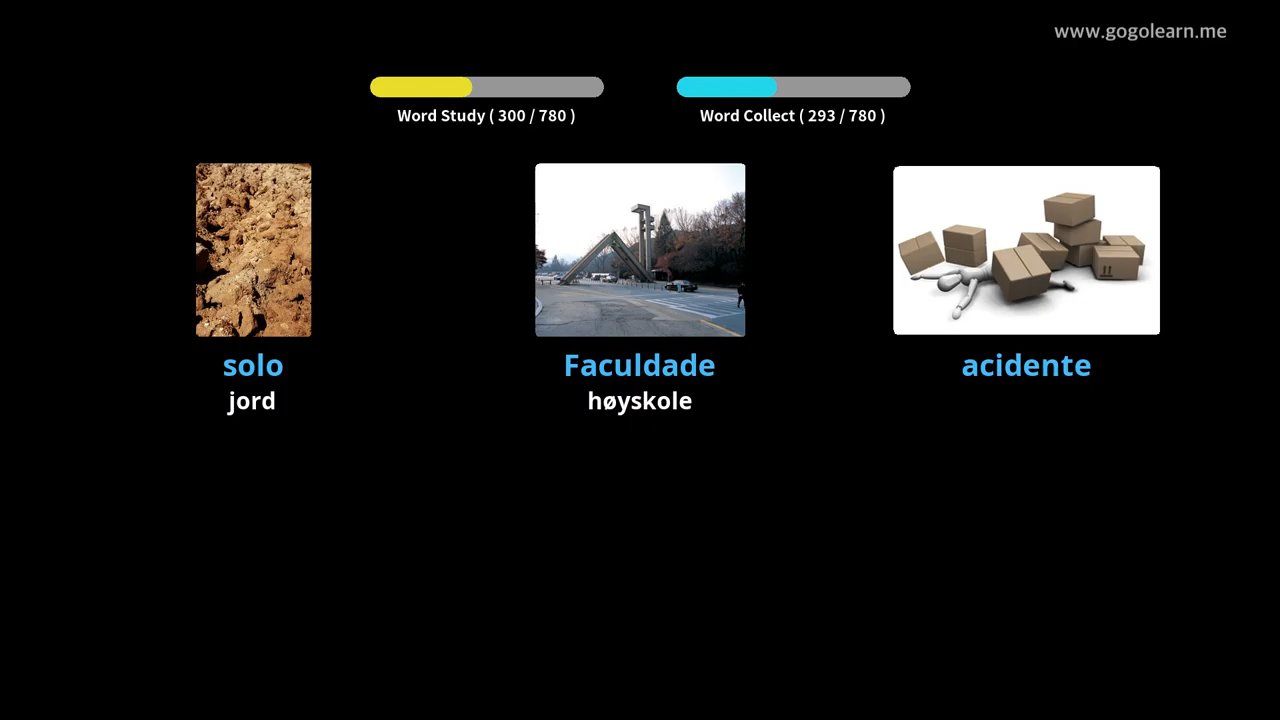 www.gogolearn.me
Word Study ( 300 / 780 )
Word Collect ( 293 / 780 )
solo
jord
Faculdade
høyskole
acidente